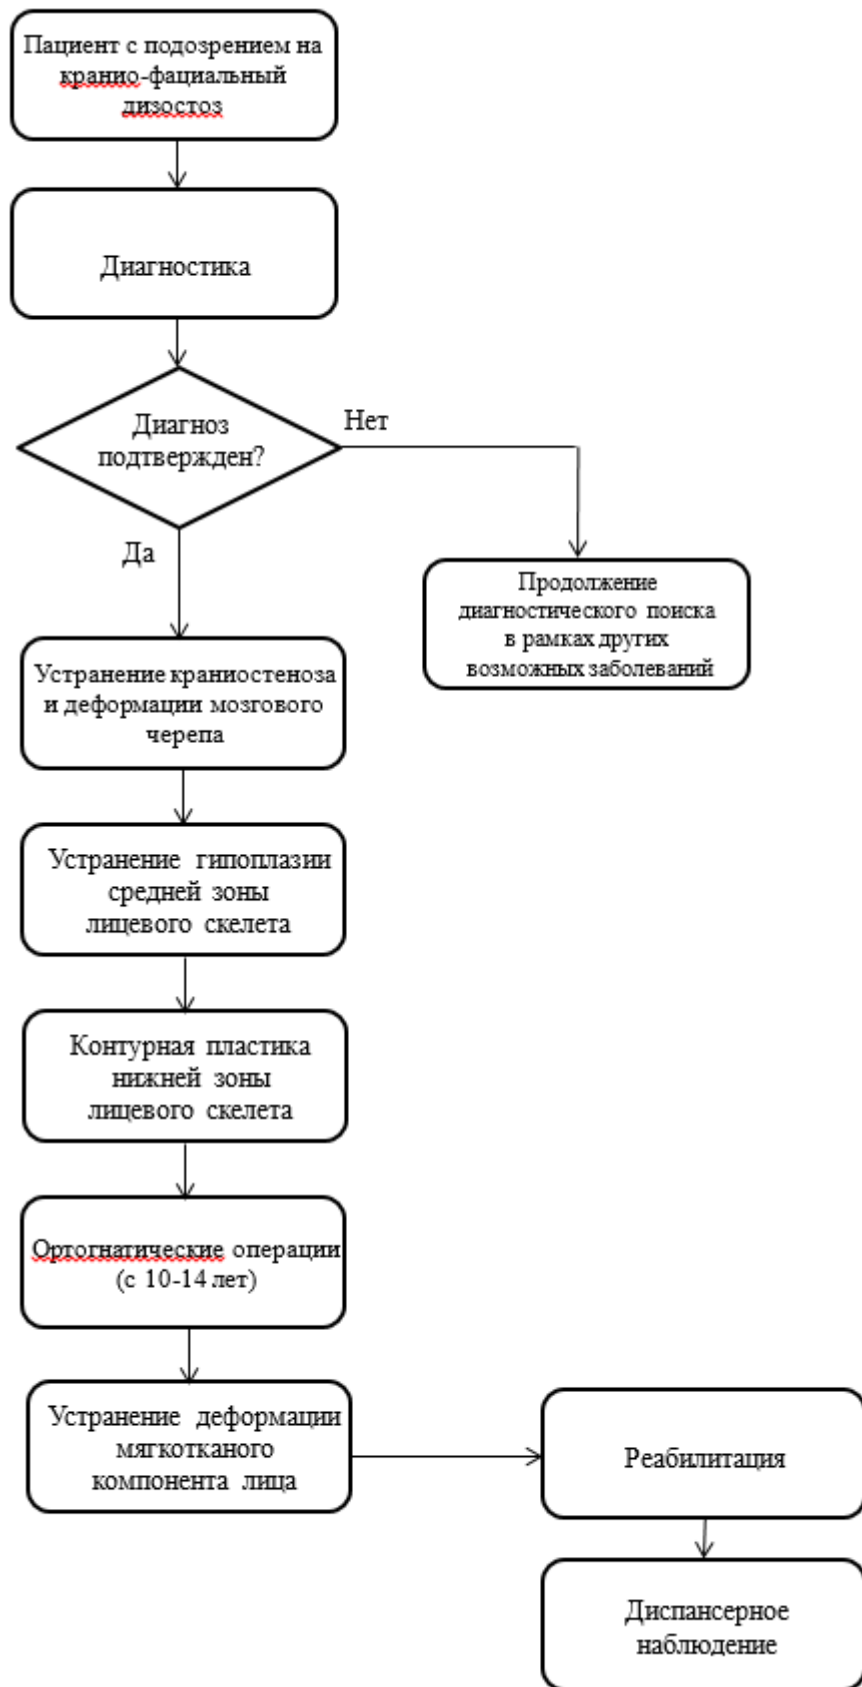 Пациент с подозрением на
кранио-фациальный
дизостоз
Диагностика
Диагноз
подтвержден?
Нет
Да
Продолжение
диагностического поиска
в рамках других
возможных заболеваний
Устранение краниостеноза
и деформации мозгового
черепа
Устранение гипоплазии
средней зоны
лицевого скелета
Контурная пластика
нижней зоны
лицевого скелета
Ортогнатические операции
(с 10-14 лет)
Устранение деформации
мягкотканого
компонента лица
Реабилитация
Диспансерное
наблюдение